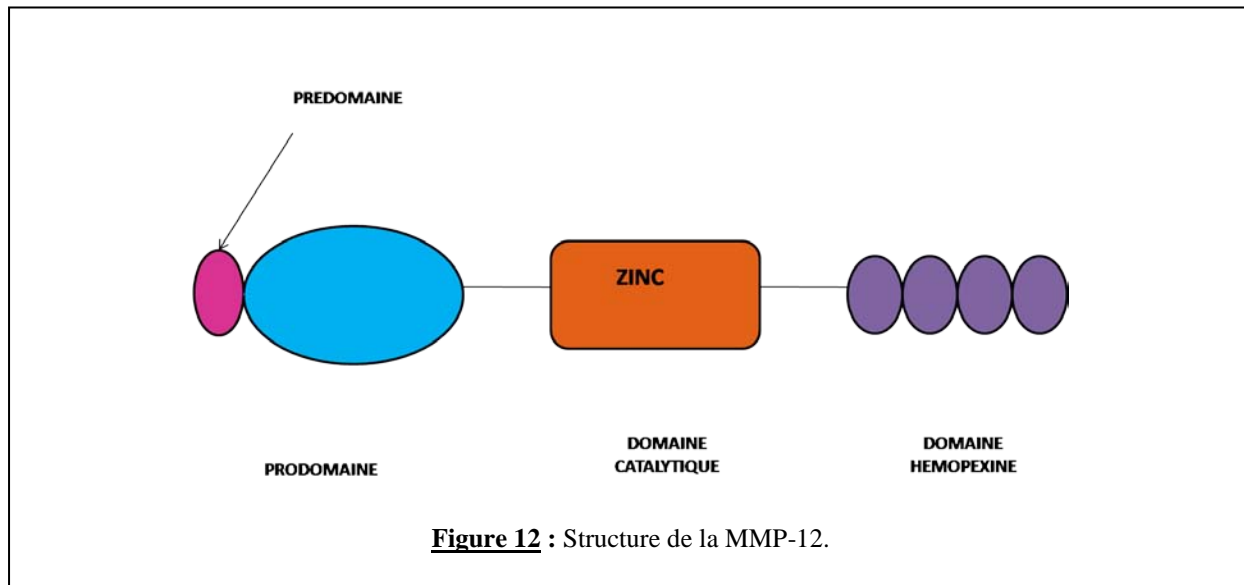 PREDOMAINE
ZINC
PRODOMAINE
DOMAINE
CATALYTIQUE
DOMAINE
HEMOPEXINE
Figure 12 : Structure de la MMP-12.